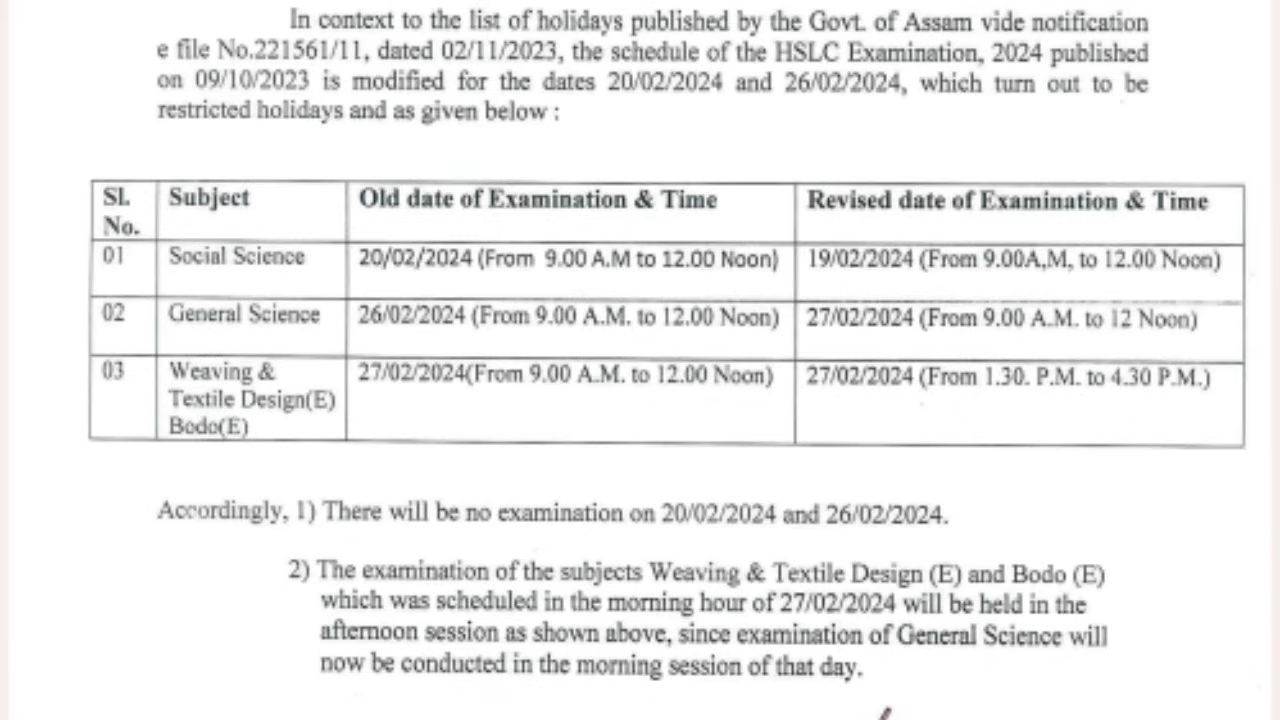 In context to the list of holidays published by the Govt. of Assam vide notification
e file No.221561/11, dated 02/11/2023, the schedule of the HSLC Examination, 2024 published
on 09/10/2023 is modified for the dates 20/02/2024 and 26/02/2024, which turn out to be
restricted holidays and as given below :
Sl. No. Subject Old date of Examination & Time Revised date of Examination & Time
01 Social Science 20/02/2024 (From 9.00 A.M to 12.00 Noon) 19/02/2024 (From 9.00A,M, to 12.00 Noon)
02 General Science 26/02/2024 (From 9.00 A.M. to 12.00 Noon) 27/02/2024 (From 9.00 A.M. to 12 Noon)
03 Weaving & 27/02/2024(From 9.00 A.M. to 12.00 Noon) 27/02/2024 (From 1.30. P.M. to 4.30 P.M.)
Textile Design(E)
Bodo(E)
Accordingly, 1) There will be no examination on 20/02/2024 and 26/02/2024.
2) The examination of the subjects Weaving & Textile Design (E) and Bodo (E)
which was scheduled in the morning hour of 27/02/2024 will be held in the
afternoon session as shown above, since examination of General Science will
now be conducted in the morning session of that day.